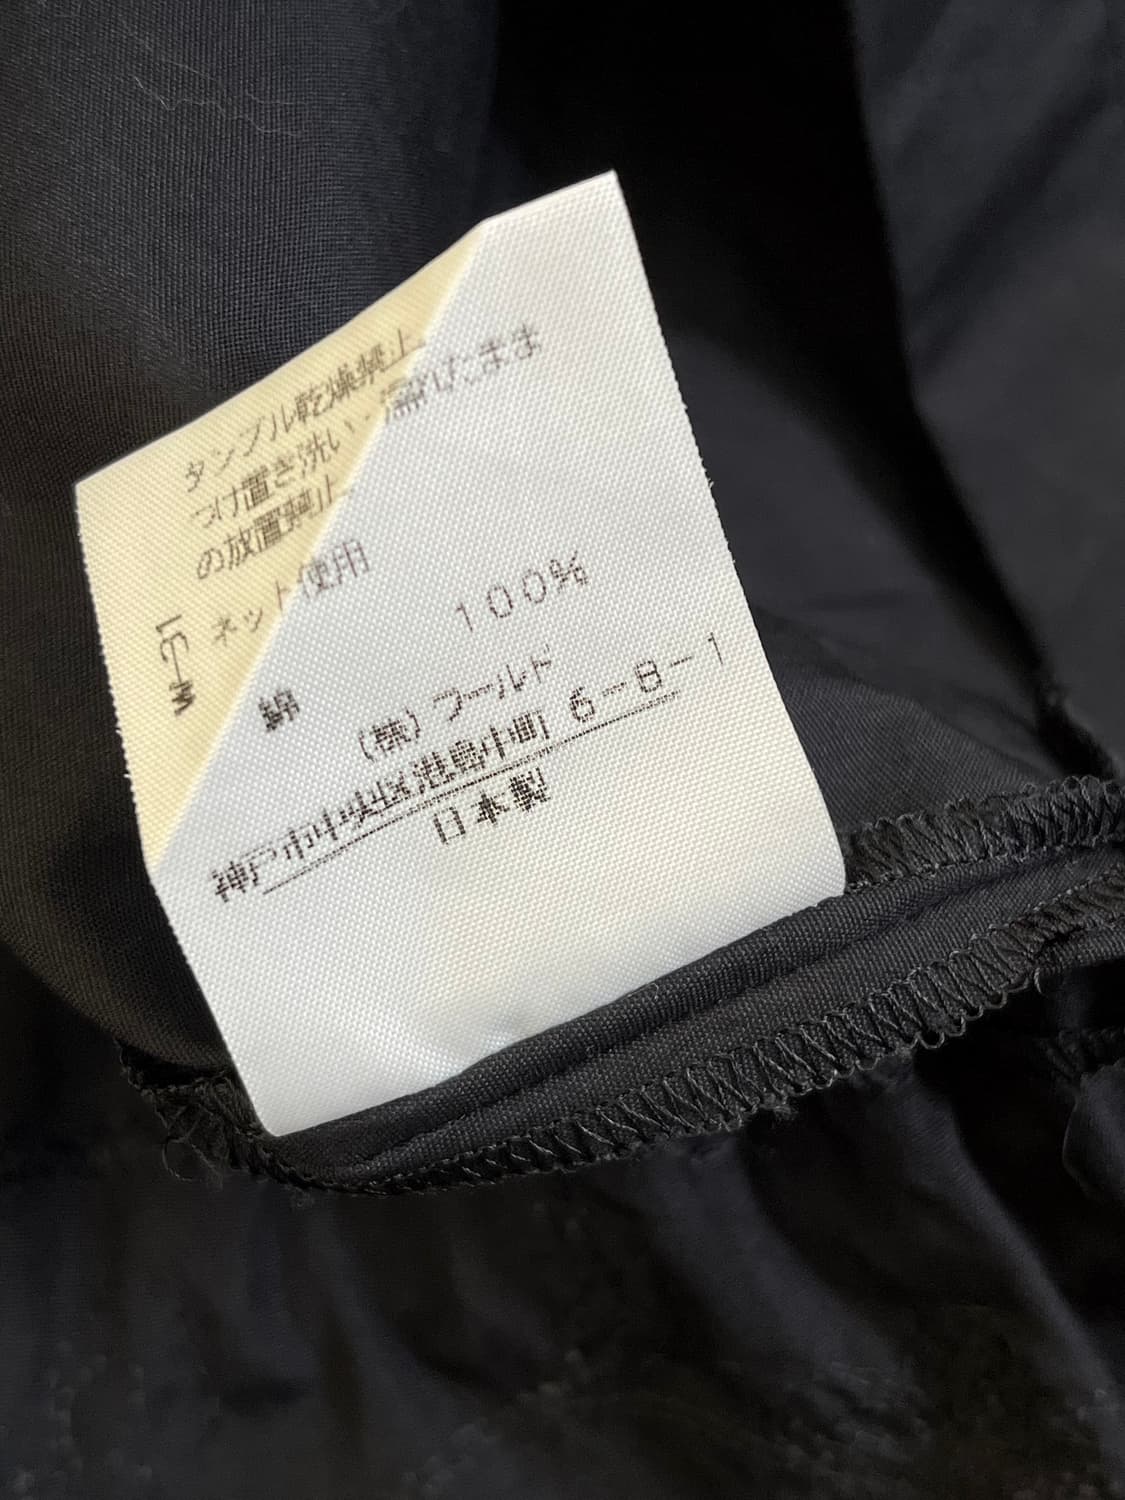 タンブル乾燥禁止
つけ置き洗い・濡れたまま
の放置禁止
ネット使用
綿 100%
(株)ワールド
神戸市中央区港島中町 6-8-1
日本製